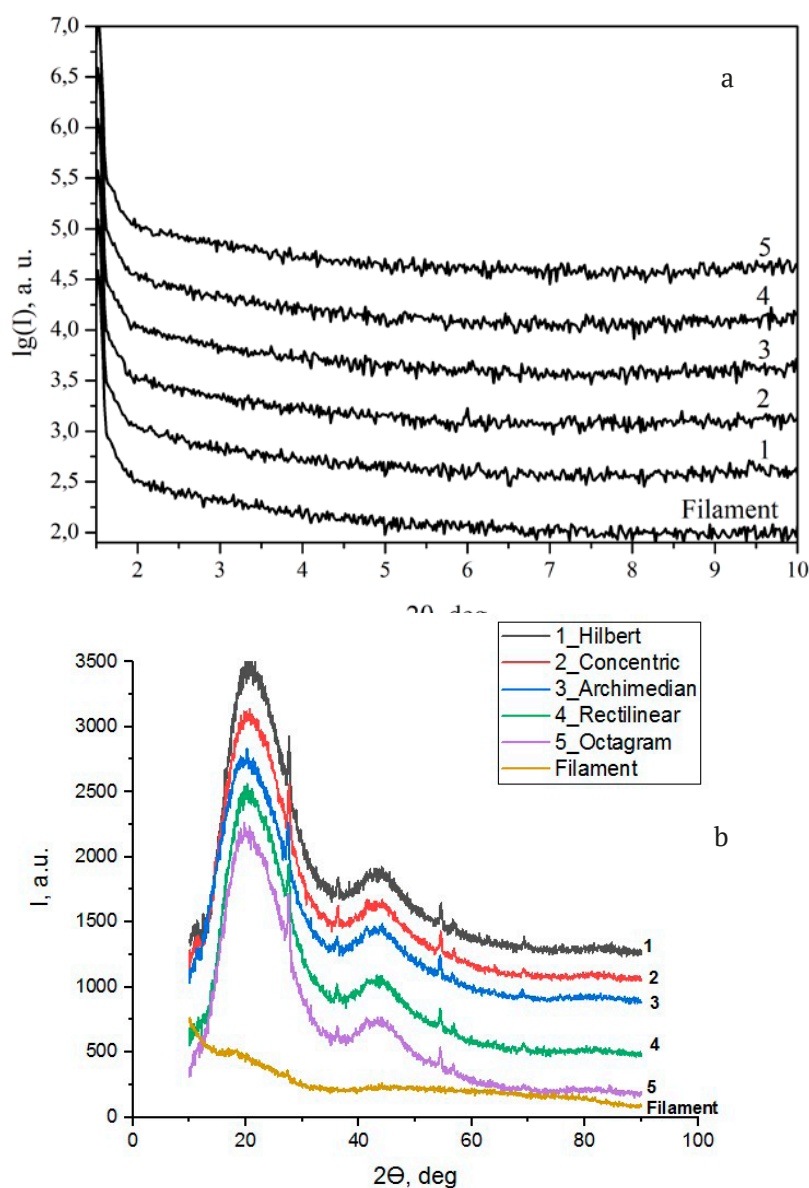 7,0
6,5
6,0
5,5
5,0
4,5
4,0
3,5
3,0
2,5
2,0
lg(I), a. u.
a
5
4
3
2
1
Filament
2 3 4 5 6 7 8 9 10
deg
1_Hilbert
2_Concentric
3_Archimedian
4_Rectilinear
5_Octagram
Filament
3500
3000
2500
2000
1500
1000
500
0
I, a.u.
b
1
2
3
4
5
Filament
0 20 40 60 80 100
2Θ, deg